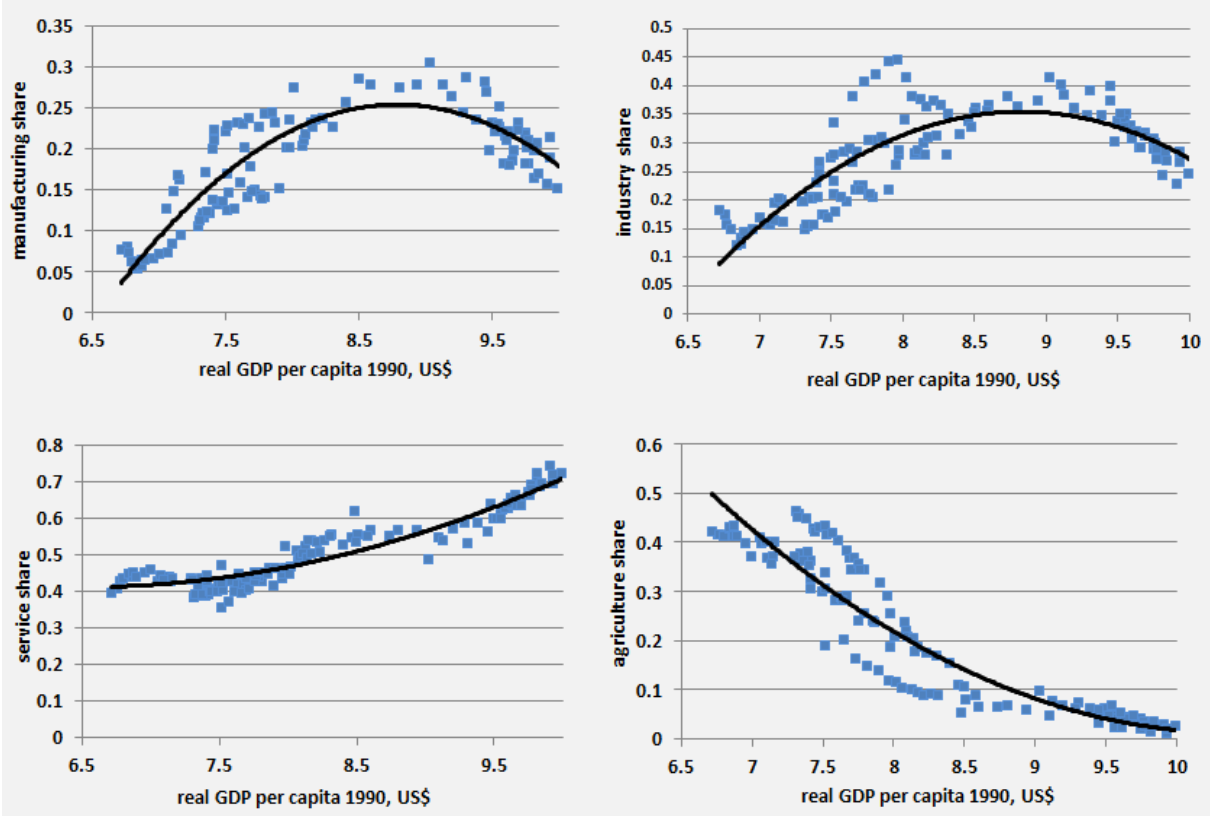 manufacturing share
0.35
0.3
0.25
0.2
0.15
0.1
0.05
0
6.5 7.5 8.5 9.5
real GDP per capita 1990, US$
industry share
0.5
0.45
0.4
0.35
0.3
0.25
0.2
0.15
0.1
0.05
0
6.5 7 7.5 8 8.5 9 9.5 10
real GDP per capita 1990, US$
service share
0.8
0.7
0.6
0.5
0.4
0.3
0.2
0.1
0
6.5 7.5 8.5 9.5
real GDP per capita 1990, US$
agriculture share
0.6
0.5
0.4
0.3
0.2
0.1
0
6.5 7 7.5 8 8.5 9 9.5 10
real GDP per capita 1990, US$